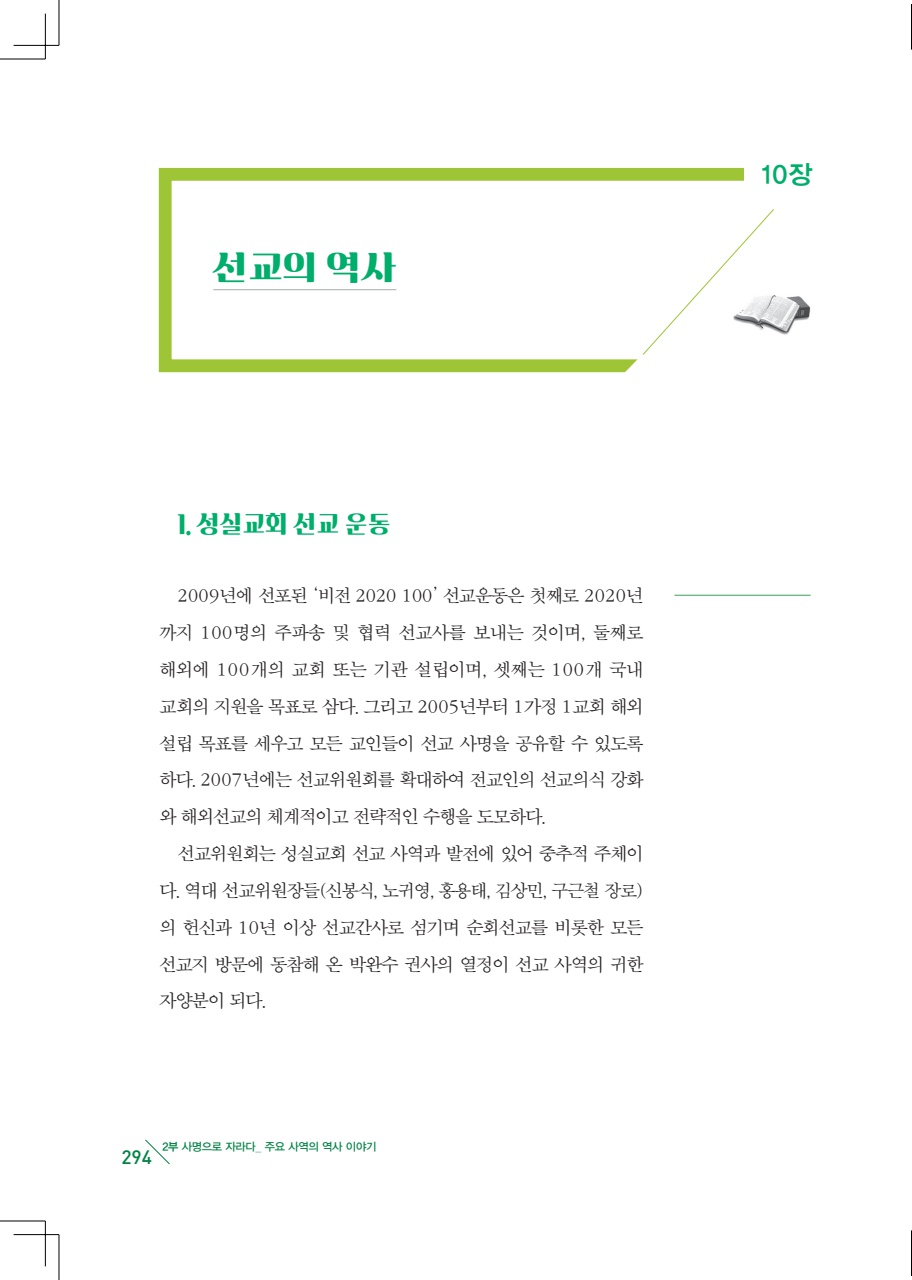 10장
선교의 역사
1. 성실교회 선교 운동
2009년에 선포된 ‘비전 2020 100’ 선교운동은 첫째로 2020년
까지 100명의 주파송 및 협력 선교사를 보내는 것이며, 둘째로
해외에 100개의 교회 또는 기관 설립이며, 셋째는 100개 국내
교회의 지원을 목표로 삼다. 그리고 2005년부터 1가정 1교회 해외
설립 목표를 세우고 모든 교인들이 선교 사명을 공유할 수 있도록
하다. 2007년에는 선교위원회를 확대하여 전교인의 선교의식 강화
와 해외선교의 체계적이고 전략적인 수행을 도모하다.
선교위원회는 성실교회 선교 사역과 발전에 있어 중추적 주체이
다. 역대 선교위원장들(신봉식, 노귀영, 홍용태, 김상민, 구근철 장로)
의 헌신과 10년 이상 선교간사로 섬기며 순회선교를 비롯한 모든
선교지 방문에 동참해 온 박완수 권사의 열정이 선교 사역의 귀한
자양분이 되다.
294 2부 사명으로 자라다_ 주요 사역의 역사 이야기